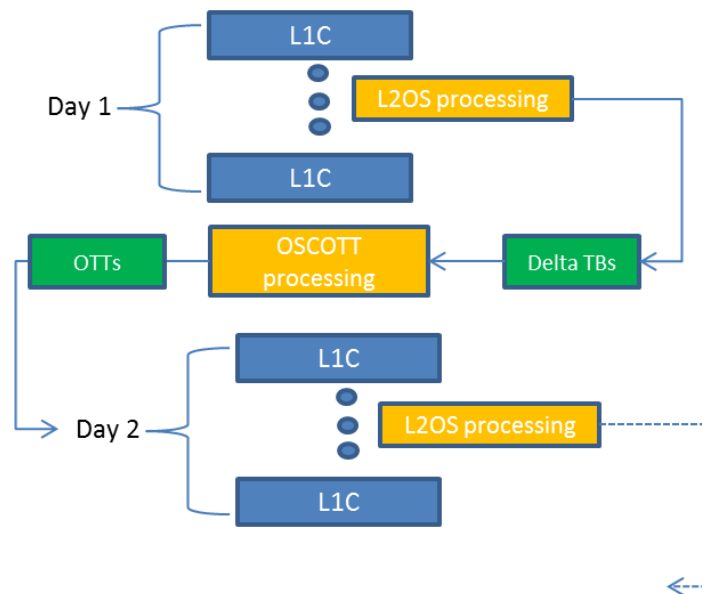 L1C
Day 1
L2OS processing
L1C
OTTs
OSCOTT
processing
Delta TBs
L1C
Day 2
L2OS processing
L1C